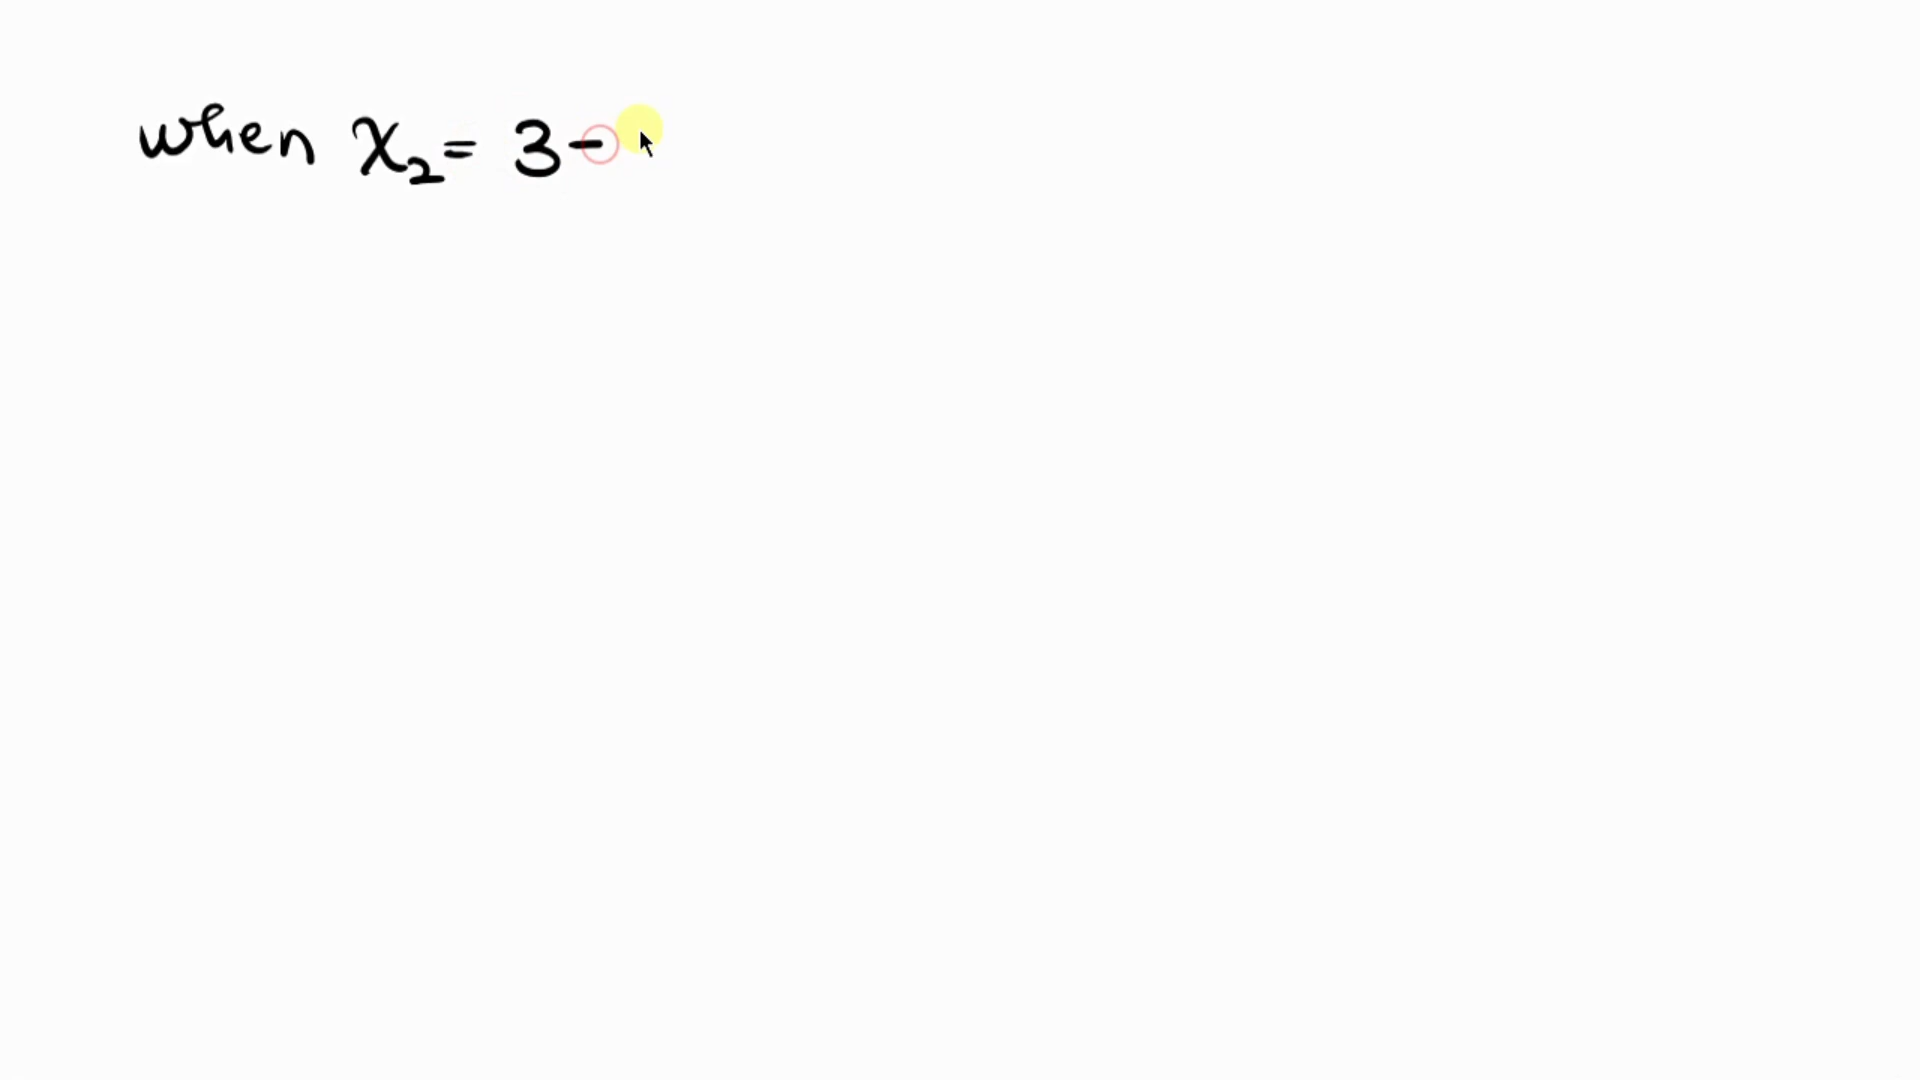 when x₂ = 3 -